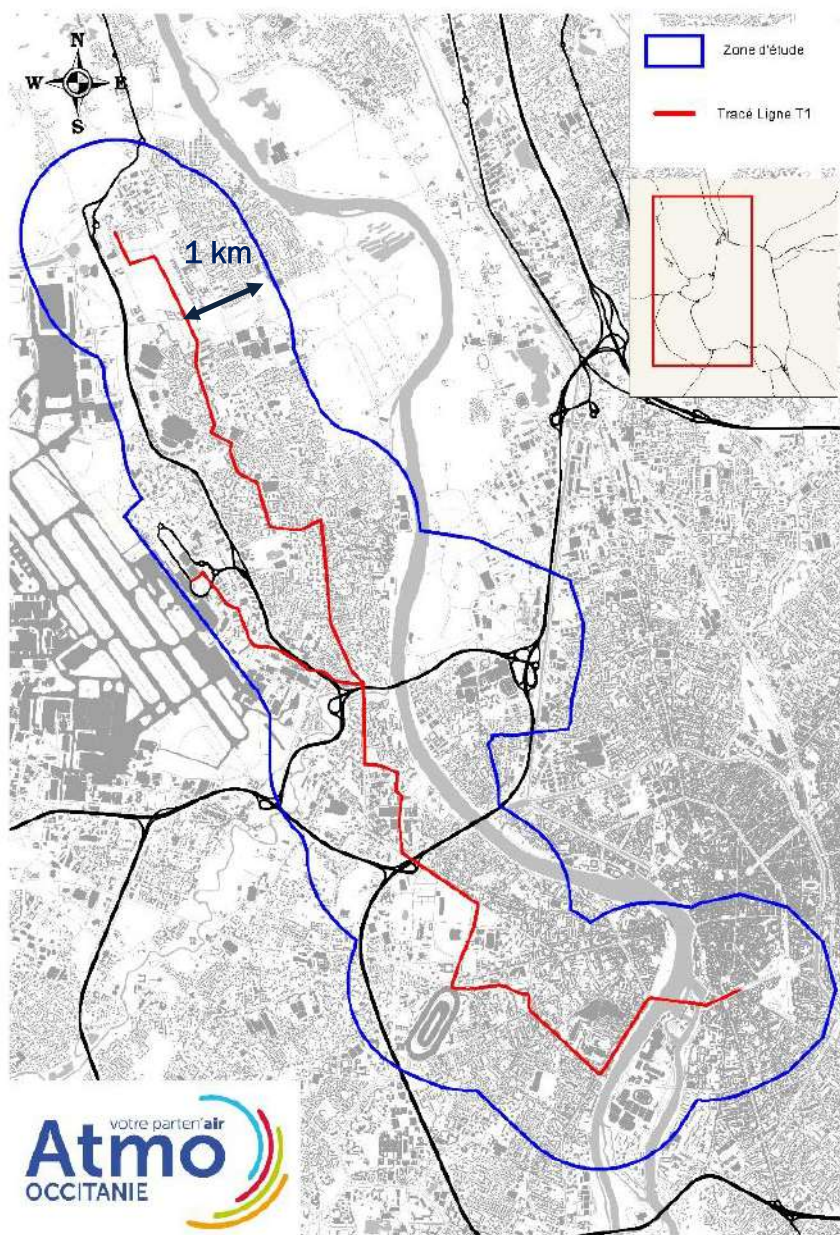 N
W E
S
Zone d'étude
Tracé Ligne T1
1 km
votre parten'air
Atmo
OCCITANIE